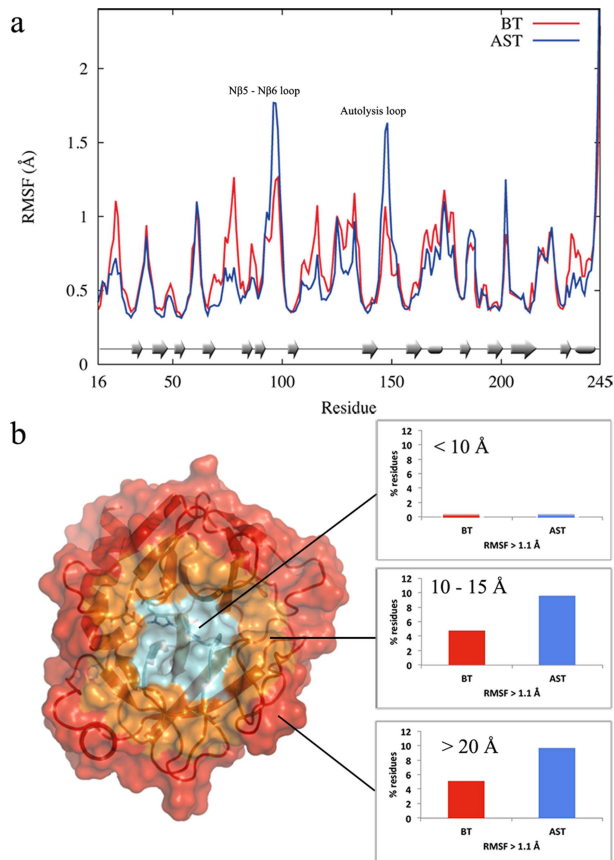 a
BT
AST
2
1.5
1
0.5
0
RMSF (Å)
Nβ5 - Nβ6 loop
Autolysis loop
16 50 100 150 200 245
Residue
b
< 10 Å
12
10
8
6
4
2
0
% residues
BT AST
RMSF > 1.1 Å
10 - 15 Å
12
10
8
6
4
2
0
% residues
BT AST
RMSF > 1.1 Å
> 20 Å
12
10
8
6
4
2
0
% residues
BT AST
RMSF > 1.1 Å